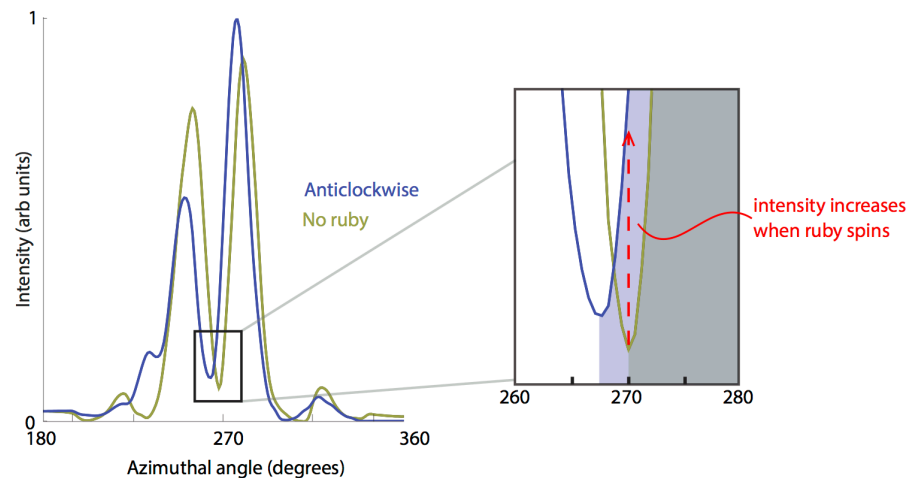 1
Intensity (arb units)
Anticlockwise
No ruby
0
180
270
360
Azimuthal angle (degrees)
intensity increases
when ruby spins
260
270
280